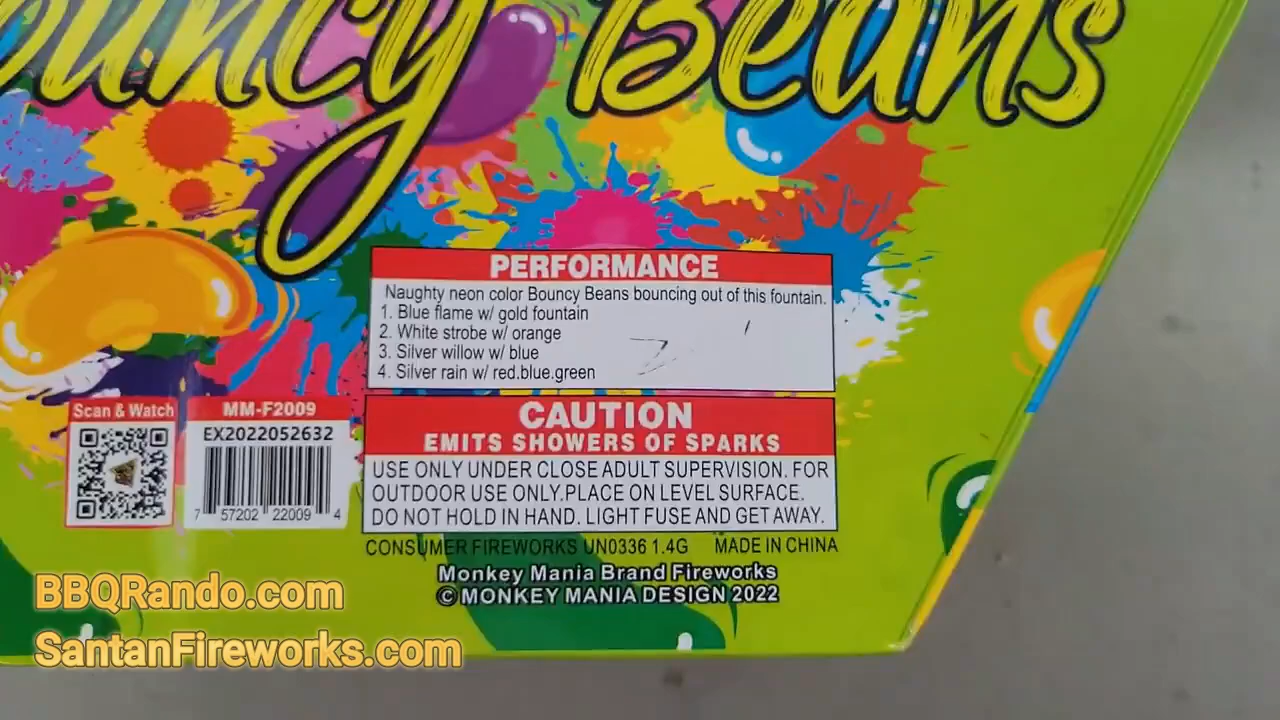 Beans
PERFORMANCE
Naughty neon color Bouncy Beans bouncing out of this fountain.
1. Blue flame w/ gold fountain
2. White strobe w/ orange
3. Silver willow w/ blue
4. Silver rain w/ red.blue.green
Scan & Watch
MM-F2009
EX2022052632
7 57202 22009 4
CAUTION
EMITS SHOWERS OF SPARKS
USE ONLY UNDER CLOSE ADULT SUPERVISION. FOR
OUTDOOR USE ONLY.PLACE ON LEVEL SURFACE.
DO NOT HOLD IN HAND. LIGHT FUSE AND GET AWAY.
CONSUMER FIREWORKS UN0336 1.4G MADE IN CHINA
Monkey Mania Brand Fireworks
© MONKEY MANIA DESIGN 2022
BBQRando.com
SantanFireworks.com